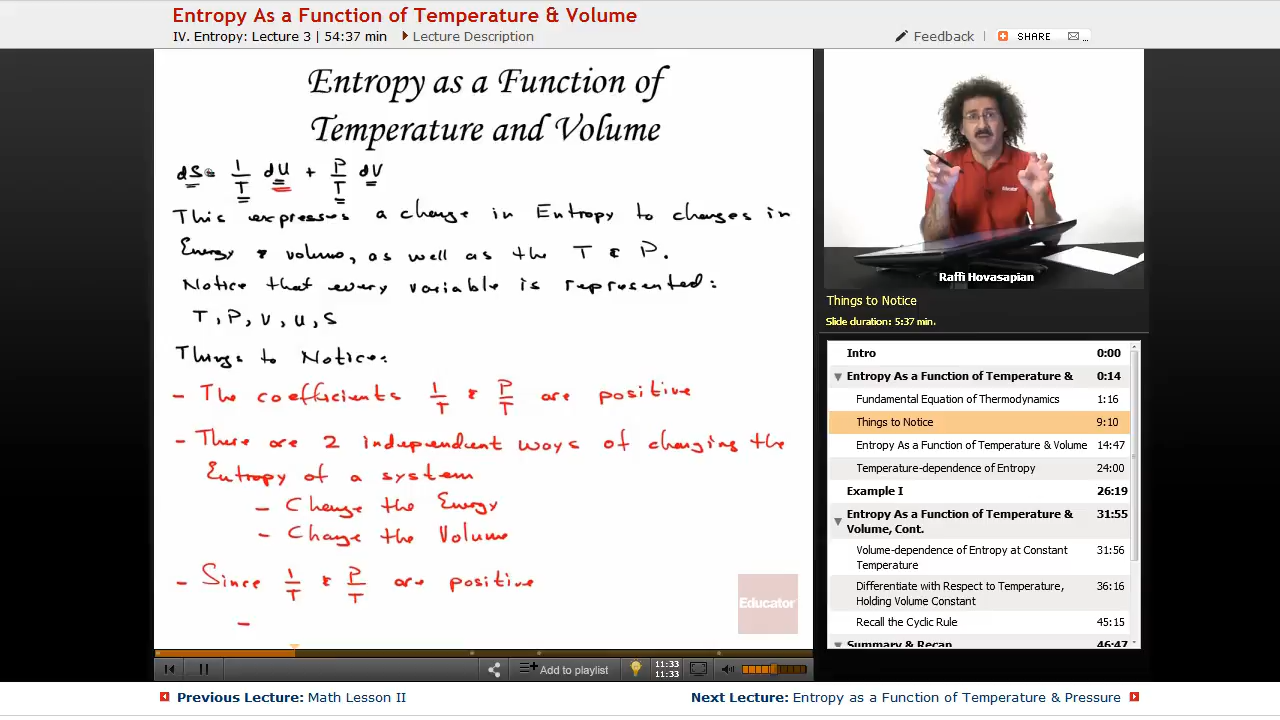 Entropy As a Function of Temperature & Volume
IV. Entropy: Lecture 3 | 54:37 min
Lecture Description
Feedback
SHARE
...
Entropy as a Function of
Temperature and Volume
dS = 1/T dU + P/T dV
This expresses a change in Entropy to changes in
Energy & volume, as well as the T & P.
Notice that every variable is represented:
T, P, V, U, S
Things to Notice:
- The coefficients 1/T & P/T are positive
- There are 2 independent ways of changing the
Entropy of a system
- Change the Energy
- Change the Volume
- Since 1/T & P/T are positive
-
Educator
Educator
Raffi Hovasapian
Things to Notice
Slide duration: 5:37 min.
Intro 0:00
Entropy As a Function of Temperature & 0:14
Fundamental Equation of Thermodynamics 1:16
Things to Notice 9:10
Entropy As a Function of Temperature & Volume 14:47
Temperature-dependence of Entropy 24:00
Example I 26:19
Entropy As a Function of Temperature & 31:55
Volume, Cont.
Volume-dependence of Entropy at Constant 31:56
Temperature
Differentiate with Respect to Temperature, 36:16
Holding Volume Constant
Recall the Cyclic Rule 45:15
Summary & Recap 46:47
Add to playlist
11:33
11:33
Previous Lecture: Math Lesson II
Next Lecture: Entropy as a Function of Temperature & Pressure